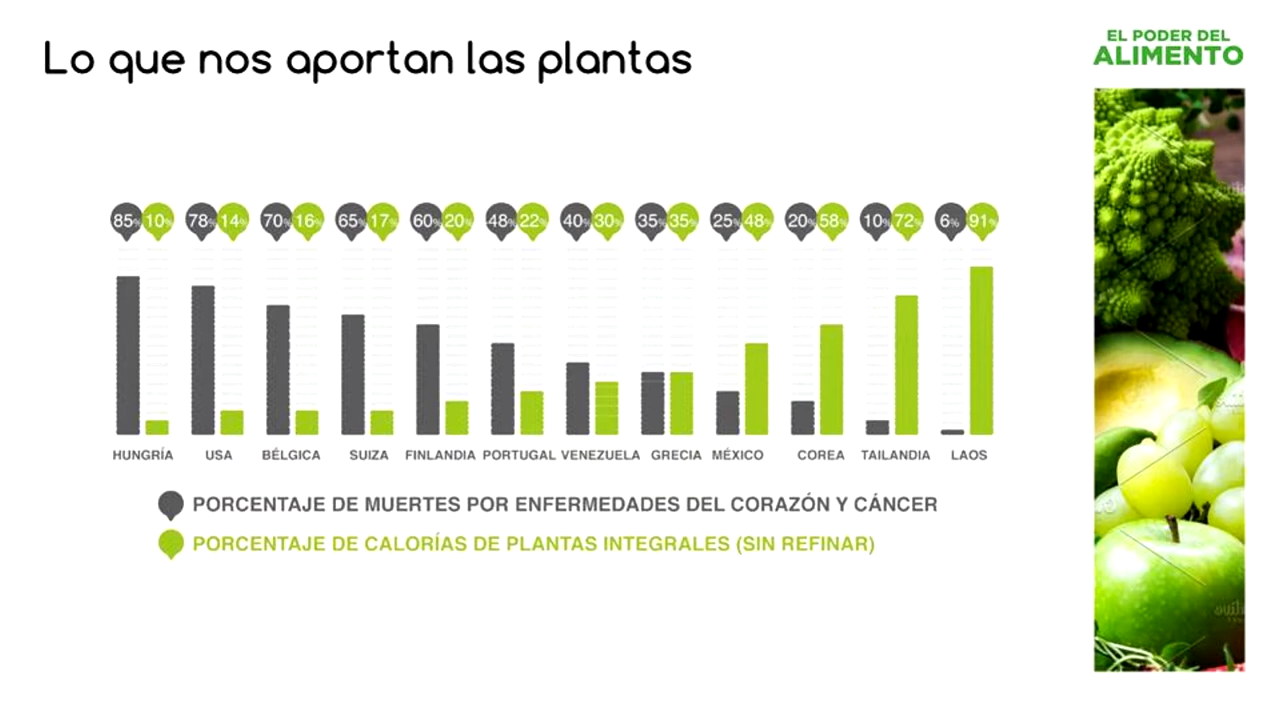 Lo que nos aportan las plantas
EL PODER DEL
ALIMENTO
85% 10% 78% 14% 70% 16% 65% 17% 60% 20% 48% 22% 40% 30% 35% 35% 25% 48% 20% 58% 10% 72% 6% 91%
HUNGRÍA USA BÉLGICA SUIZA FINLANDIA PORTUGAL VENEZUELA GRECIA MÉXICO COREA TAILANDIA LAOS
PORCENTAJE DE MUERTES POR ENFERMEDADES DEL CORAZÓN Y CÁNCER
PORCENTAJE DE CALORÍAS DE PLANTAS INTEGRALES (SIN REFINAR)